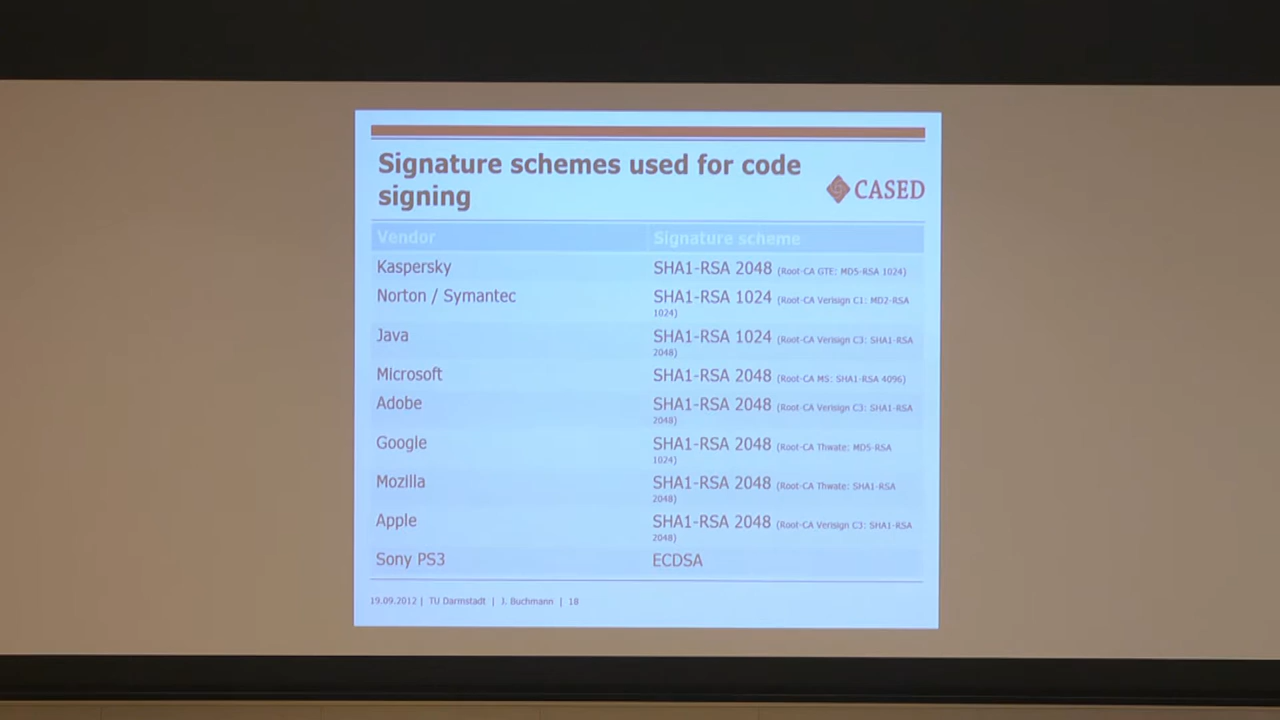 Signature schemes used for code
signing
CASED
Vendor Signature scheme
Kaspersky SHA1-RSA 2048 (Root-CA GTE: MD5-RSA 1024)
Norton / Symantec SHA1-RSA 1024 (Root-CA Verisign C1: MD2-RSA
1024)
Java SHA1-RSA 1024 (Root-CA Verisign C3: SHA1-RSA
2048)
Microsoft SHA1-RSA 2048 (Root-CA MS: SHA1-RSA 4096)
Adobe SHA1-RSA 2048 (Root-CA Verisign C3: SHA1-RSA
2048)
Google SHA1-RSA 2048 (Root-CA Thwate: MD5-RSA
1024)
Mozilla SHA1-RSA 2048 (Root-CA Thwate: SHA1-RSA
2048)
Apple SHA1-RSA 2048 (Root-CA Verisign C3: SHA1-RSA
2048)
Sony PS3 ECDSA
19.09.2012 | TU Darmstadt | J. Buchmann | 18